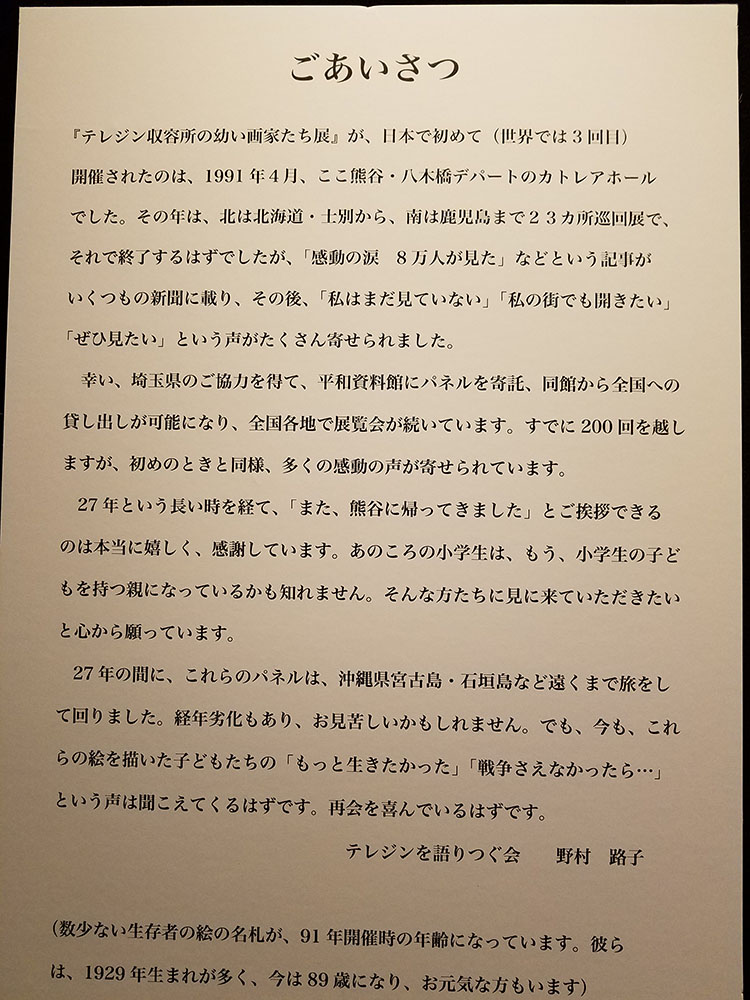 ごあいさつ
『テレジン収容所の幼い画家たち展』が、日本で初めて（世界では３回目）
開催されたのは、1991年４月、ここ熊谷・八木橋デパートのカトレアホール
でした。その年は、北は北海道・士別から、南は鹿児島まで２３カ所巡回展で、
それで終了するはずでしたが、「感動の涙　８万人が見た」などという記事が
いくつもの新聞に載り、その後、「私はまだ見ていない」「私の街でも開きたい」
「ぜひ見たい」という声がたくさん寄せられました。
幸い、埼玉県のご協力を得て、平和資料館にパネルを寄託、同館から全国への
貸し出しが可能になり、全国各地で展覧会が続いています。すでに200回を越し
ますが、初めのときと同様、多くの感動の声が寄せられています。
27年という長い時を経て、「また、熊谷に帰ってきました」とご挨拶できる
のは本当に嬉しく、感謝しています。あのころの小学生は、もう、小学生の子ど
もを持つ親になっているかも知れません。そんな方たちに見に来ていただきたい
と心から願っています。
27年の間に、これらのパネルは、沖縄県宮古島・石垣島など遠くまで旅をし
て回りました。経年劣化もあり、お見苦しいかもしれません。でも、今も、これ
らの絵を描いた子どもたちの「もっと生きたかった」「戦争さえなかったら…」
という声は聞こえてくるはずです。再会を喜んでいるはずです。
テレジンを語りつぐ会　　野村　路子
（数少ない生存者の絵の名札が、91年開催時の年齢になっています。彼ら
は、1929年生まれが多く、今は89歳になり、お元気な方もいます）